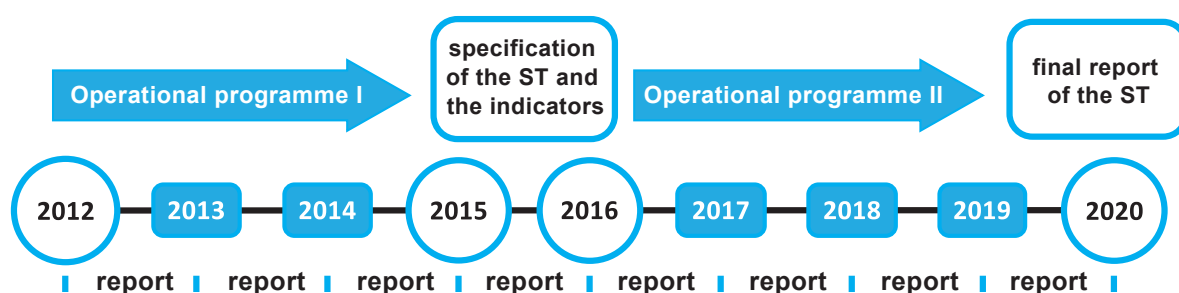 Operational programme I
specification
of the ST and
the indicators
Operational programme II
final report
of the ST
2012 2013 2014 2015 2016 2017 2018 2019 2020
report report report report report report report report